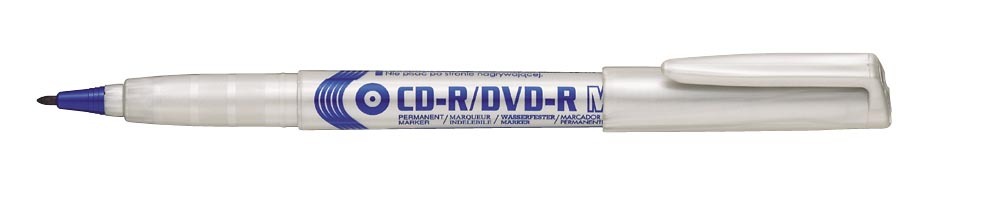 Nie pisać po stronie nagrywającej.
CD-R/DVD-R
PERMANENT / MARQUEUR / WASSERFESTER / MARCADOR
MARKER / INDELEBILE / MARKER / PERMANENTE